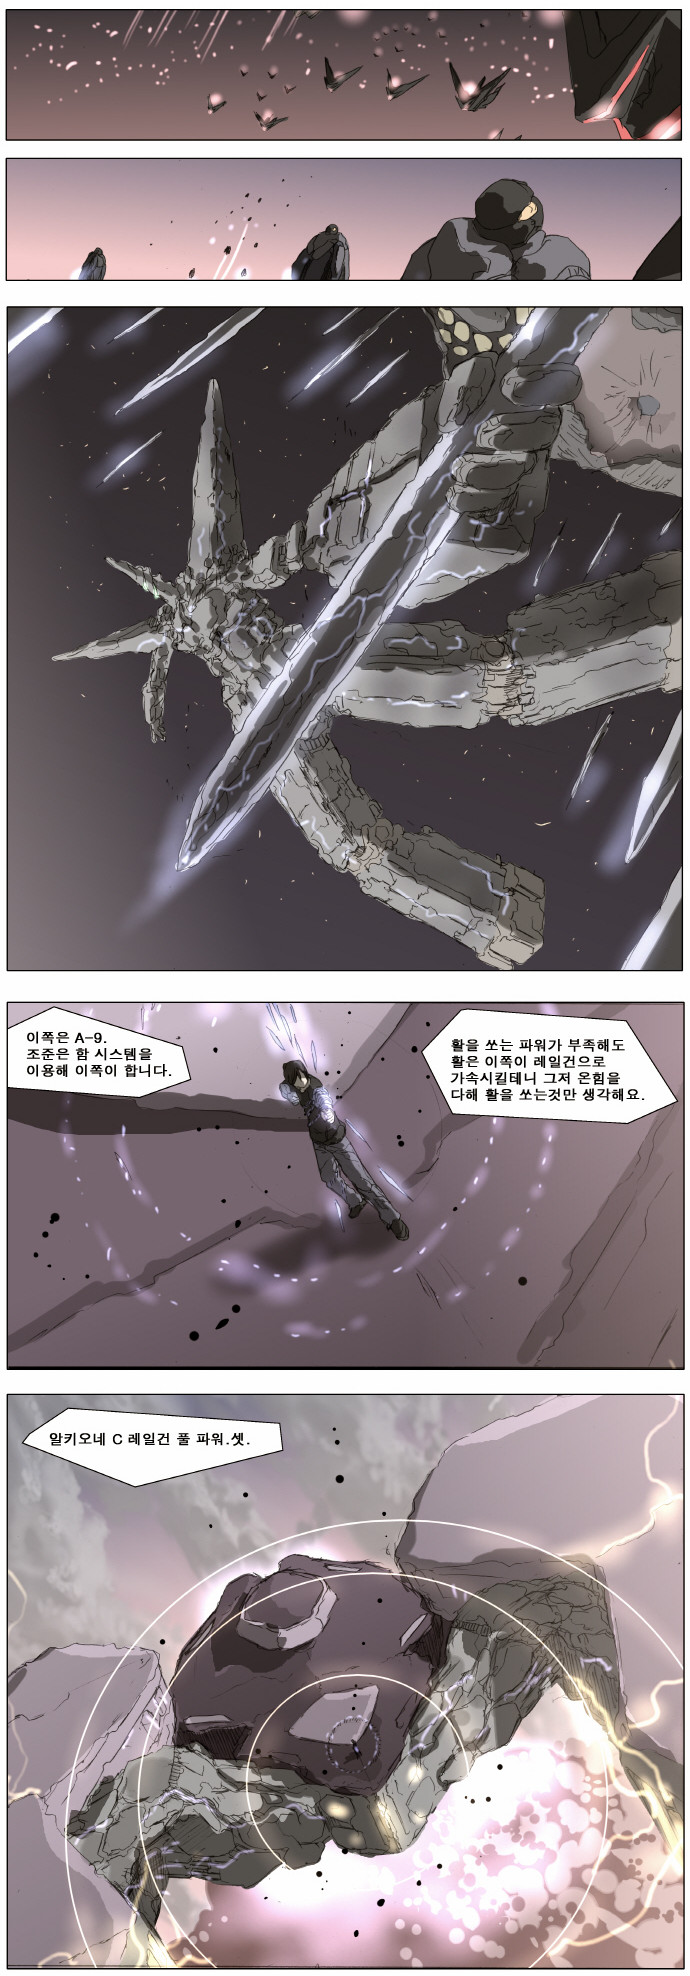 이쪽은 A-9.
조준은 함 시스템을
이용해 이쪽이 합니다.
활을 쏘는 파워가 부족해도
활은 이쪽이 레일건으로
가속시킬테니 그저 온힘을
다해 활을 쏘는것만 생각해요.
알키오네 C 레일건 풀 파워.셋.